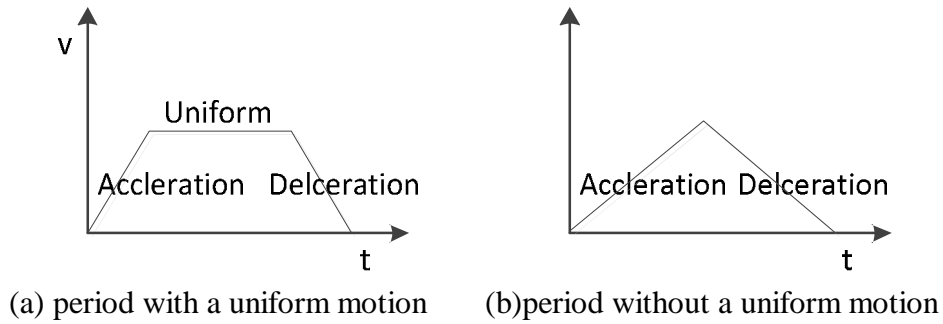 v
Uniform
Accleration Delceration
t
Accleration Delceration
t
(a) period with a uniform motion
(b)period without a uniform motion